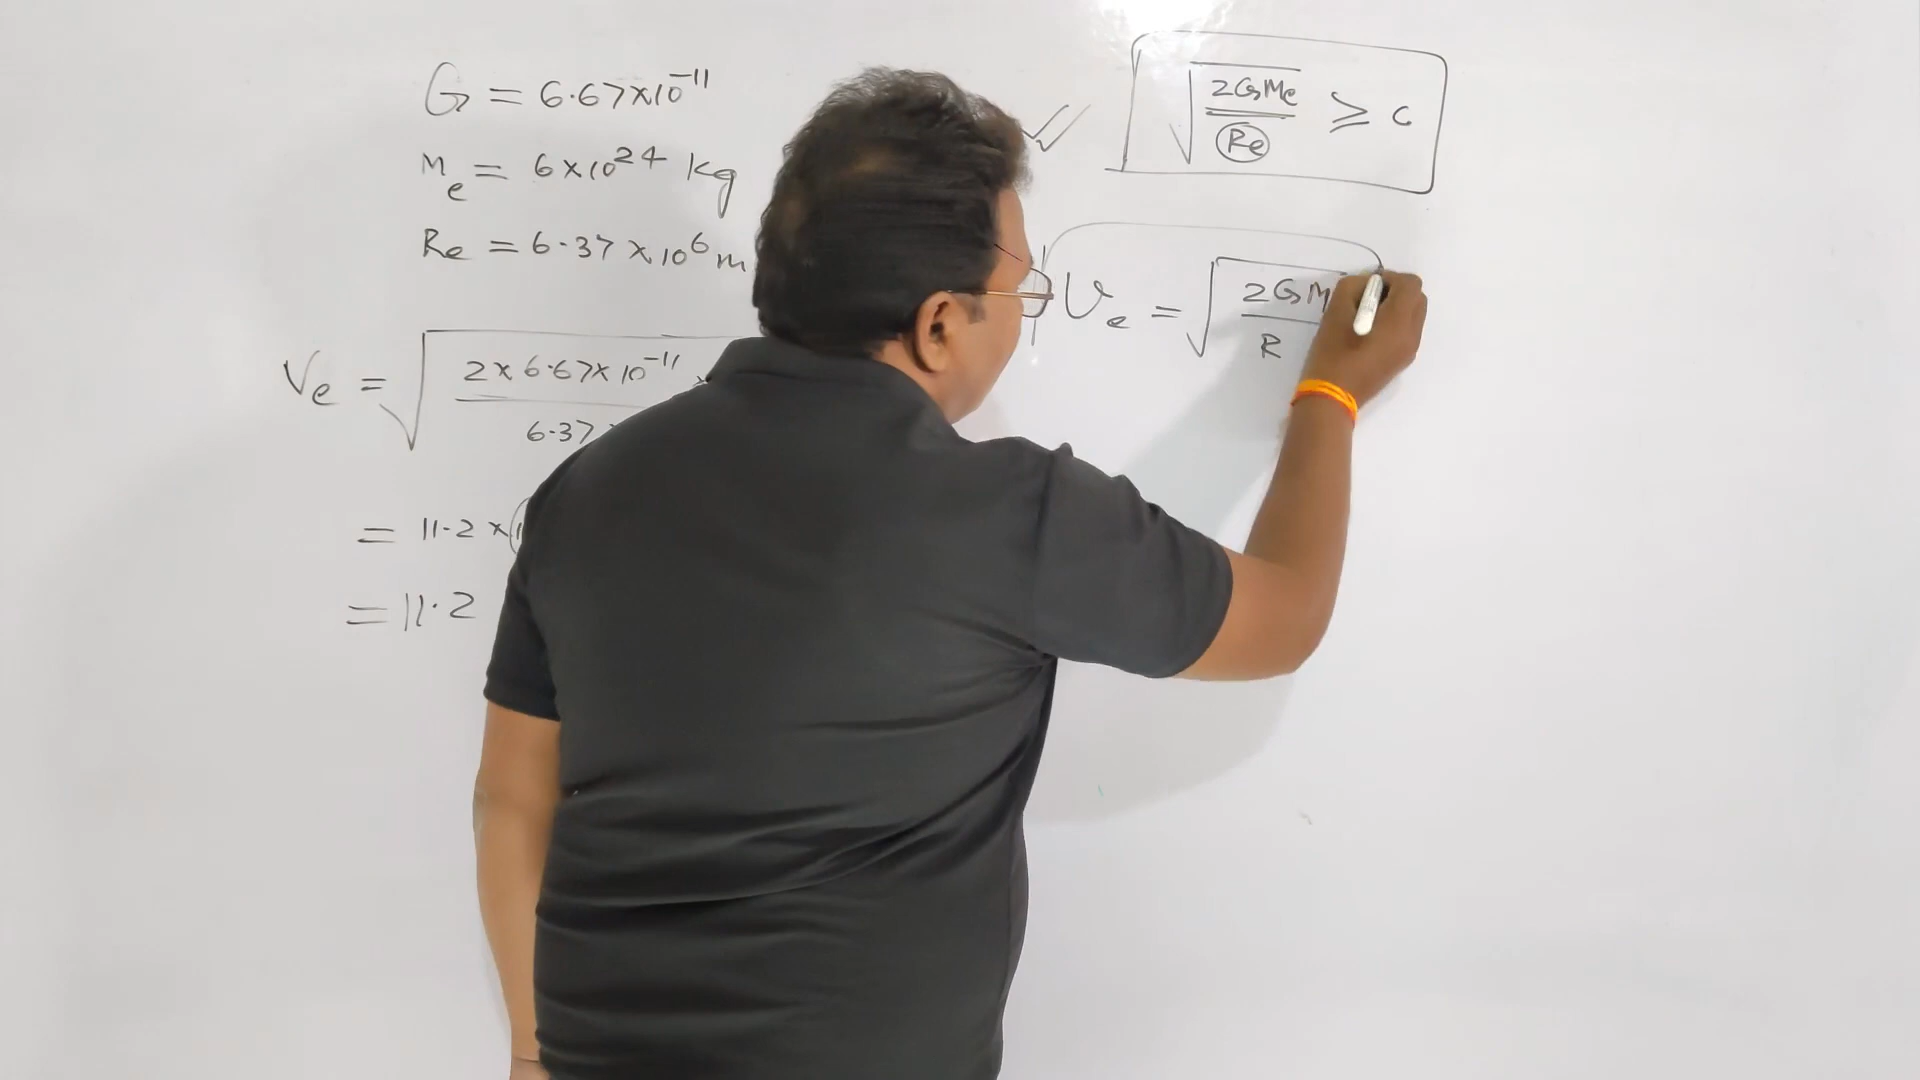 G = 6.67×10⁻¹¹
Mₑ = 6×10²⁴ kg
Re = 6.37 ×10⁶ m
Vₑ = √ 2×6.67×10⁻¹¹ ×
6.37
= 11.2 ×
= 11.2
√ 2GMe / Re ≥ c
Vₑ = √ 2GM / R